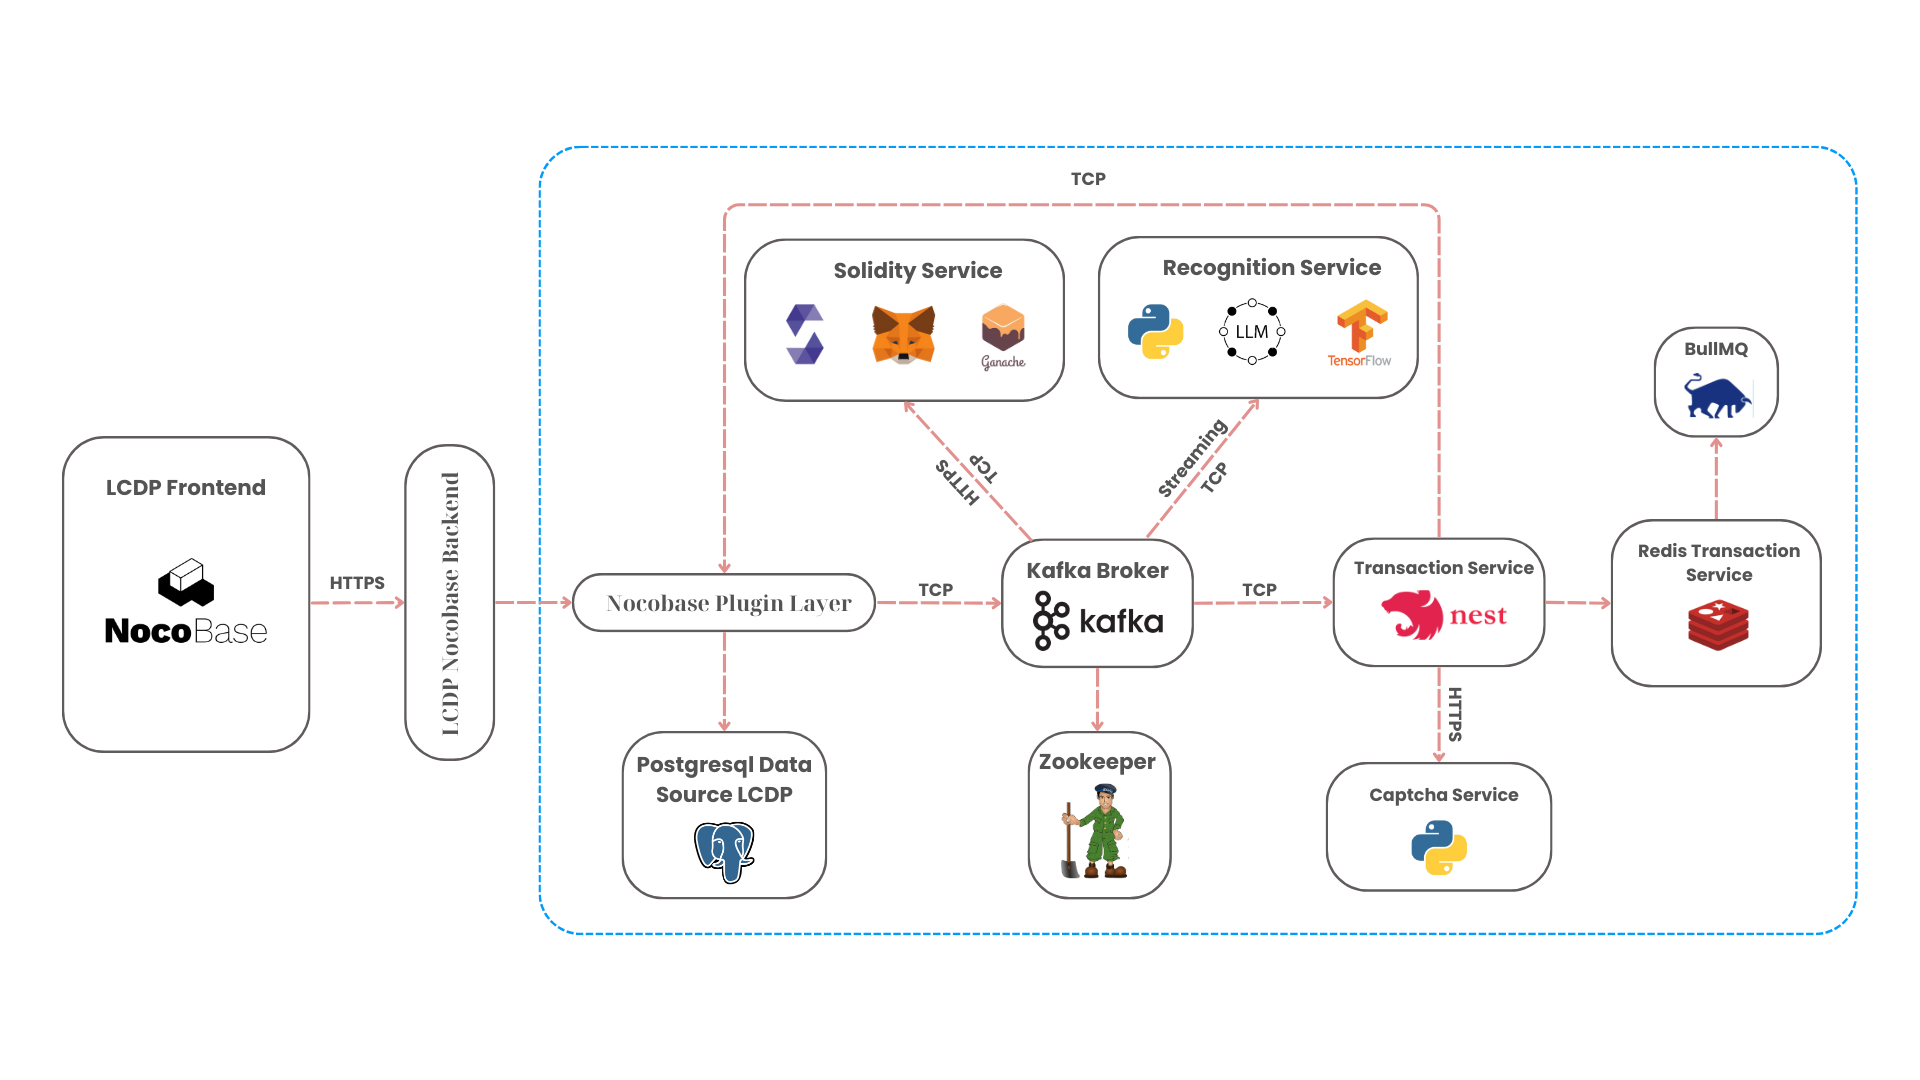 TCP
Solidity Service
Ganache
Recognition Service
LLM
TensorFlow
HTTPS
TCP
Streaming
TCP
BullMQ
LCDP Frontend
NocoBase
HTTPS
LCDP Nocobase Backend
Nocobase Plugin Layer
TCP
Kafka Broker
kafka
TCP
Transaction Service
nest
Redis Transaction
Service
HTTPS
Postgresql Data
Source LCDP
Zookeeper
Captcha Service